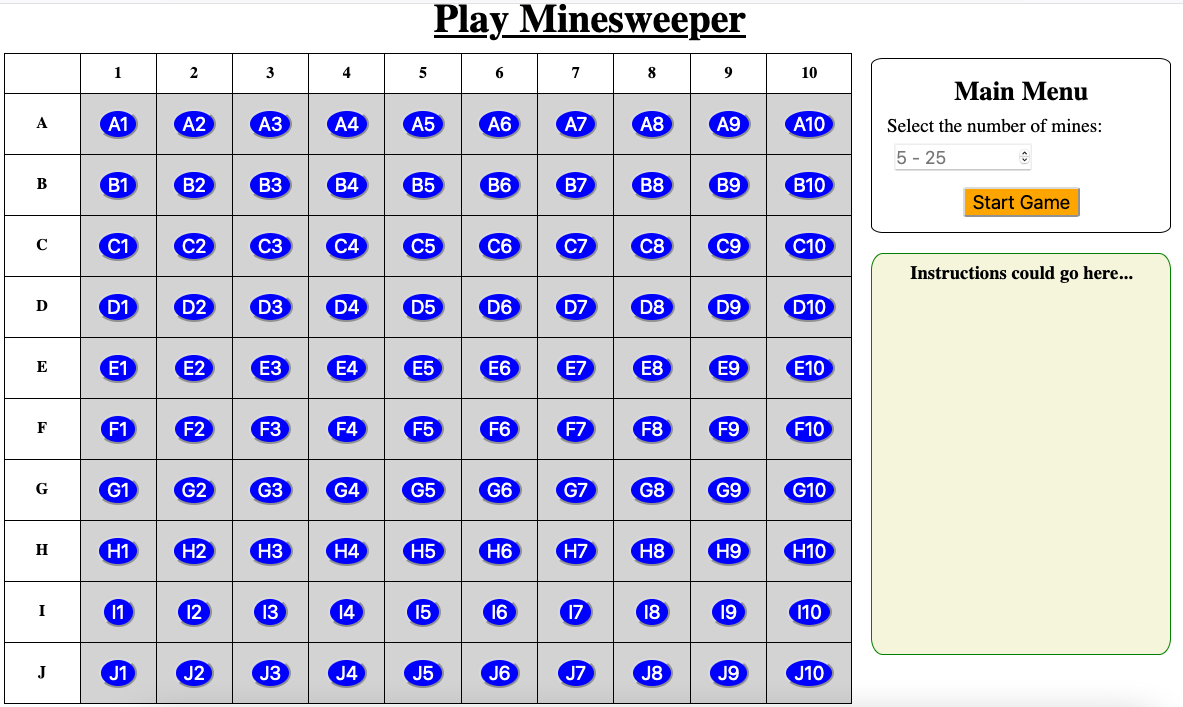 Play Minesweeper
1 2 3 4 5 6 7 8 9 10
A A1 A2 A3 A4 A5 A6 A7 A8 A9 A10
B B1 B2 B3 B4 B5 B6 B7 B8 B9 B10
C C1 C2 C3 C4 C5 C6 C7 C8 C9 C10
D D1 D2 D3 D4 D5 D6 D7 D8 D9 D10
E E1 E2 E3 E4 E5 E6 E7 E8 E9 E10
F F1 F2 F3 F4 F5 F6 F7 F8 F9 F10
G G1 G2 G3 G4 G5 G6 G7 G8 G9 G10
H H1 H2 H3 H4 H5 H6 H7 H8 H9 H10
I I1 I2 I3 I4 I5 I6 I7 I8 I9 I10
J J1 J2 J3 J4 J5 J6 J7 J8 J9 J10
Main Menu
Select the number of mines:
5 - 25
Start Game
Instructions could go here...